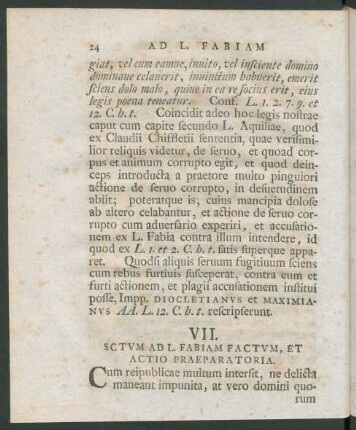 24 AD L. FABIAM
giat, vel eum eamue, inuito, vel insciente domino
dominaue celauerit, inuinctum habuerit, emerit
sciens dolo malo, quiue in ea re socius erit, eius
legis poena teneatur. Conf. L. 1. 2. 7. 9. et
12. C. h. t. Coincidit adeo hoc legis nostrae
caput cum capite secundo L. Aquiliae, quod
ex Claudii Chiffletii sententia, quae verisimi-
lior reliquis videtur, de seruo, et quoad cor-
pus et animum corrupto egit, et quod dein-
ceps introducta a praetore multo pinguiori
actione de seruo corrupto, in desuetudinem
abiit; poteratque is, cuius mancipia dolose
ab altero celabantur, et actione de seruo cor-
rupto cum aduersario experiri, et accusatio-
nem ex L. Fabia contra illum intendere, id
quod ex L. 1. et 2. C. h. t. satis superque appa-
ret. Quodsi aliquis seruum fugitiuum sciens
cum rebus furtiuis susceperat, contra eum et
furti actionem, et plagii accusationem institui
posse, Impp. DIOCLETIANVS et MAXIMIA-
NVS AA. L. 12. C. h. t. rescripserunt.
VII.
SCTVM AD L. FABIAM FACTVM, ET
ACTIO PRAEPARATORIA.
Cum reipublicae multum intersit, ne delicta
maneant impunita, at vero domini quo-
rum